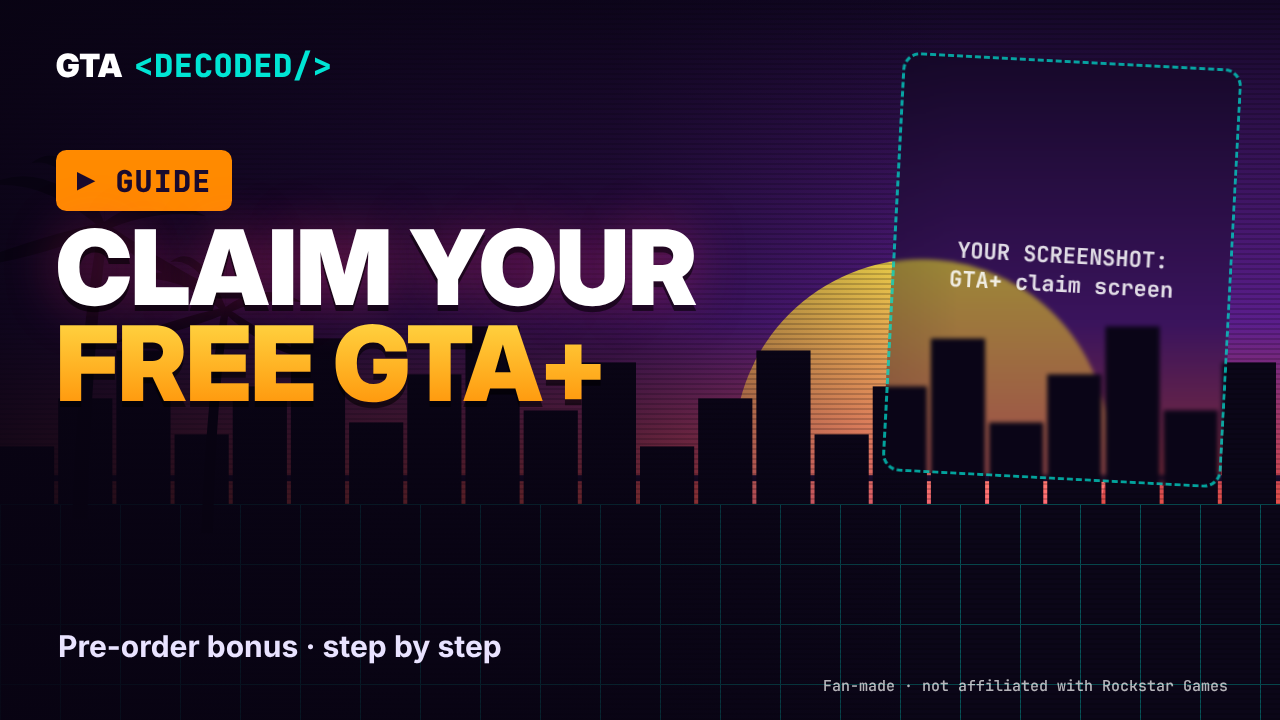 GTA <DECODED/>
▶ GUIDE
CLAIM YOUR
FREE GTA+
YOUR SCREENSHOT:
GTA+ claim screen
Pre-order bonus · step by step
Fan-made · not affiliated with Rockstar Games